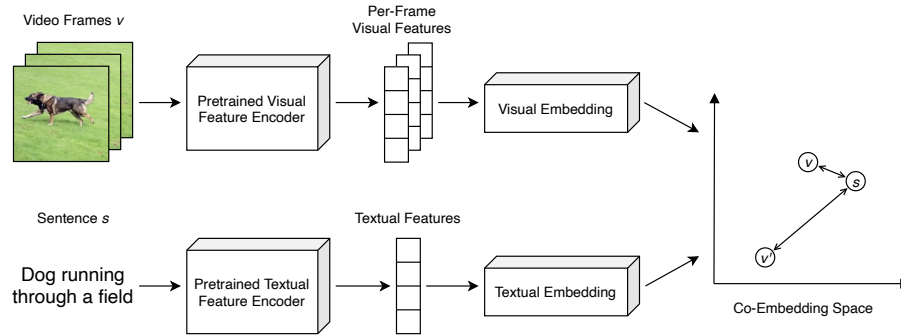 Video Frames v
Per-Frame
Visual Features
Pretrained Visual
Feature Encoder
Visual Embedding
v
s
v'
Sentence s
Textual Features
Dog running
through a field
Pretrained Textual
Feature Encoder
Textual Embedding
Co-Embedding Space